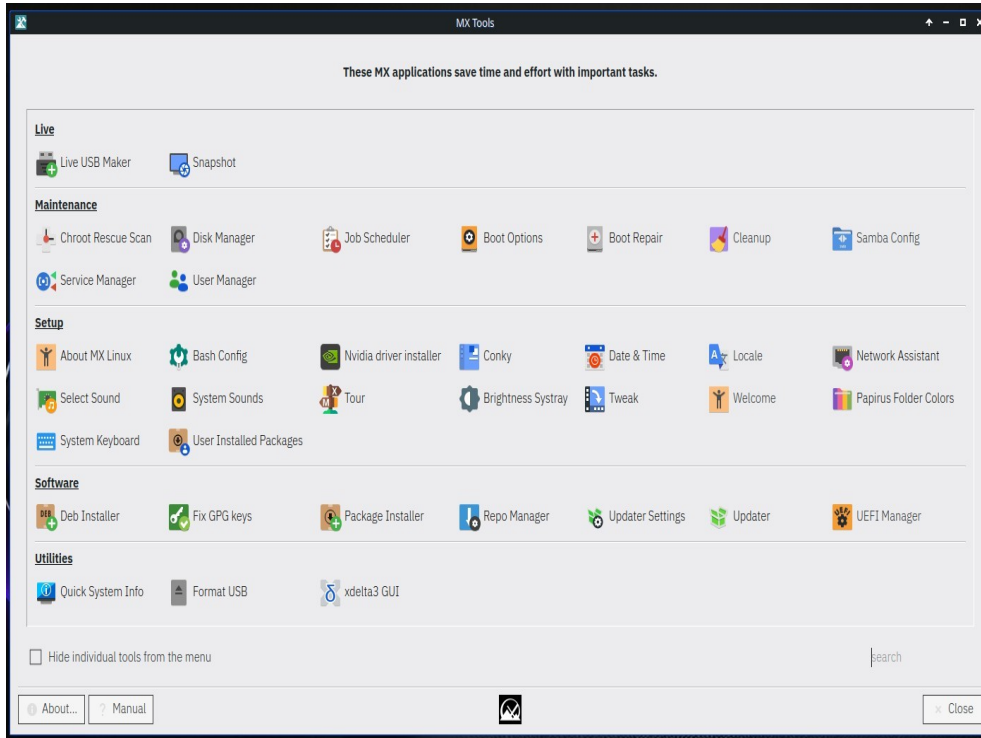 MX Tools
These MX applications save time and effort with important tasks.
Live
Live USB Maker Snapshot
Maintenance
Chroot Rescue Scan Disk Manager Job Scheduler Boot Options Boot Repair Cleanup Samba Config
Service Manager User Manager
Setup
About MX Linux Bash Config Nvidia driver installer Conky Date & Time Locale Network Assistant
Select Sound System Sounds Tour Brightness Systray Tweak Welcome Papirus Folder Colors
System Keyboard User Installed Packages
Software
Deb Installer Fix GPG keys Package Installer Repo Manager Updater Settings Updater UEFI Manager
Utilities
Quick System Info Format USB xdelta3 GUI
Hide individual tools from the menu search
About... ? Manual Close